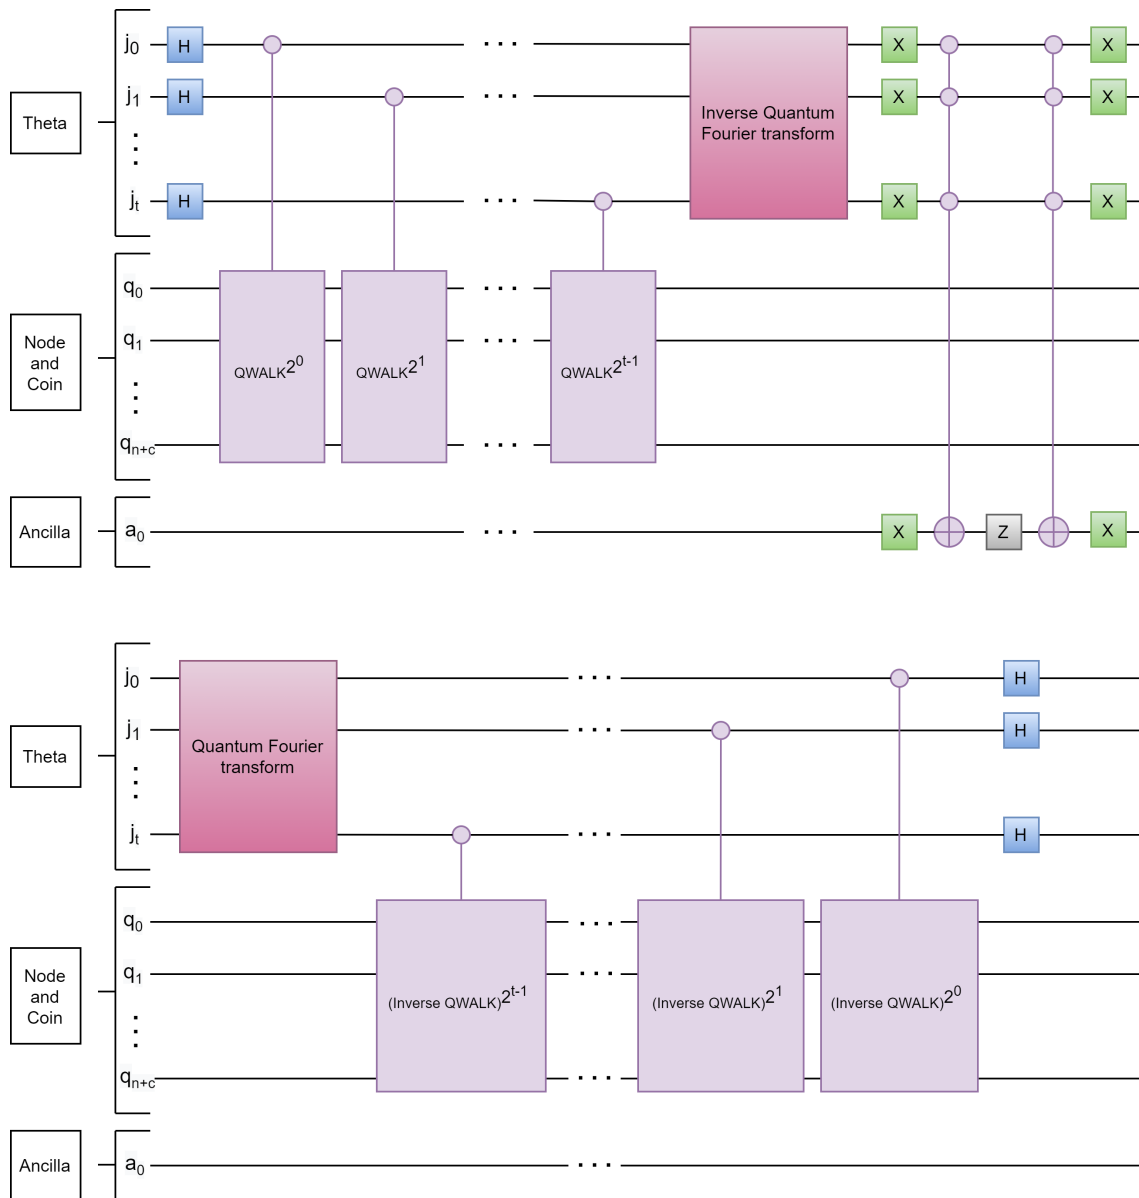 j0 H
j1 H
Theta
jt H
Inverse Quantum
Fourier transform
X X
X X
X X
q0
q1
Node
and
Coin
qn+c
QWALK2^0
QWALK2^1
QWALK2^t-1
Ancilla
a0
X Z X
j0 H
j1 H
Theta
jt H
Quantum Fourier
transform
q0
q1
Node
and
Coin
qn+c
(Inverse QWALK)2^t-1
(Inverse QWALK)2^1
(Inverse QWALK)2^0
Ancilla
a0